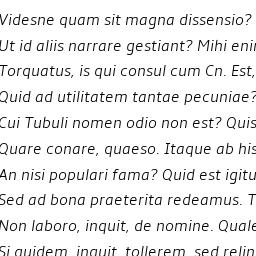 Videsne quam sit magna dissensio?
Ut id aliis narrare gestiant? Mihi
Torquatus, is qui consul cum Cn. Est,
Quid ad utilitatem tantae pecuniae?
Cui Tubuli nomen odio non est? Quis
Quare conare, quaeso. Itaque ab his
An nisi populari fama? Quid est
Sed ad bona praeterita redeamus. T
Non laboro, inquit, de nomine. Quale
Si quidem, inquit, tollerem, sed